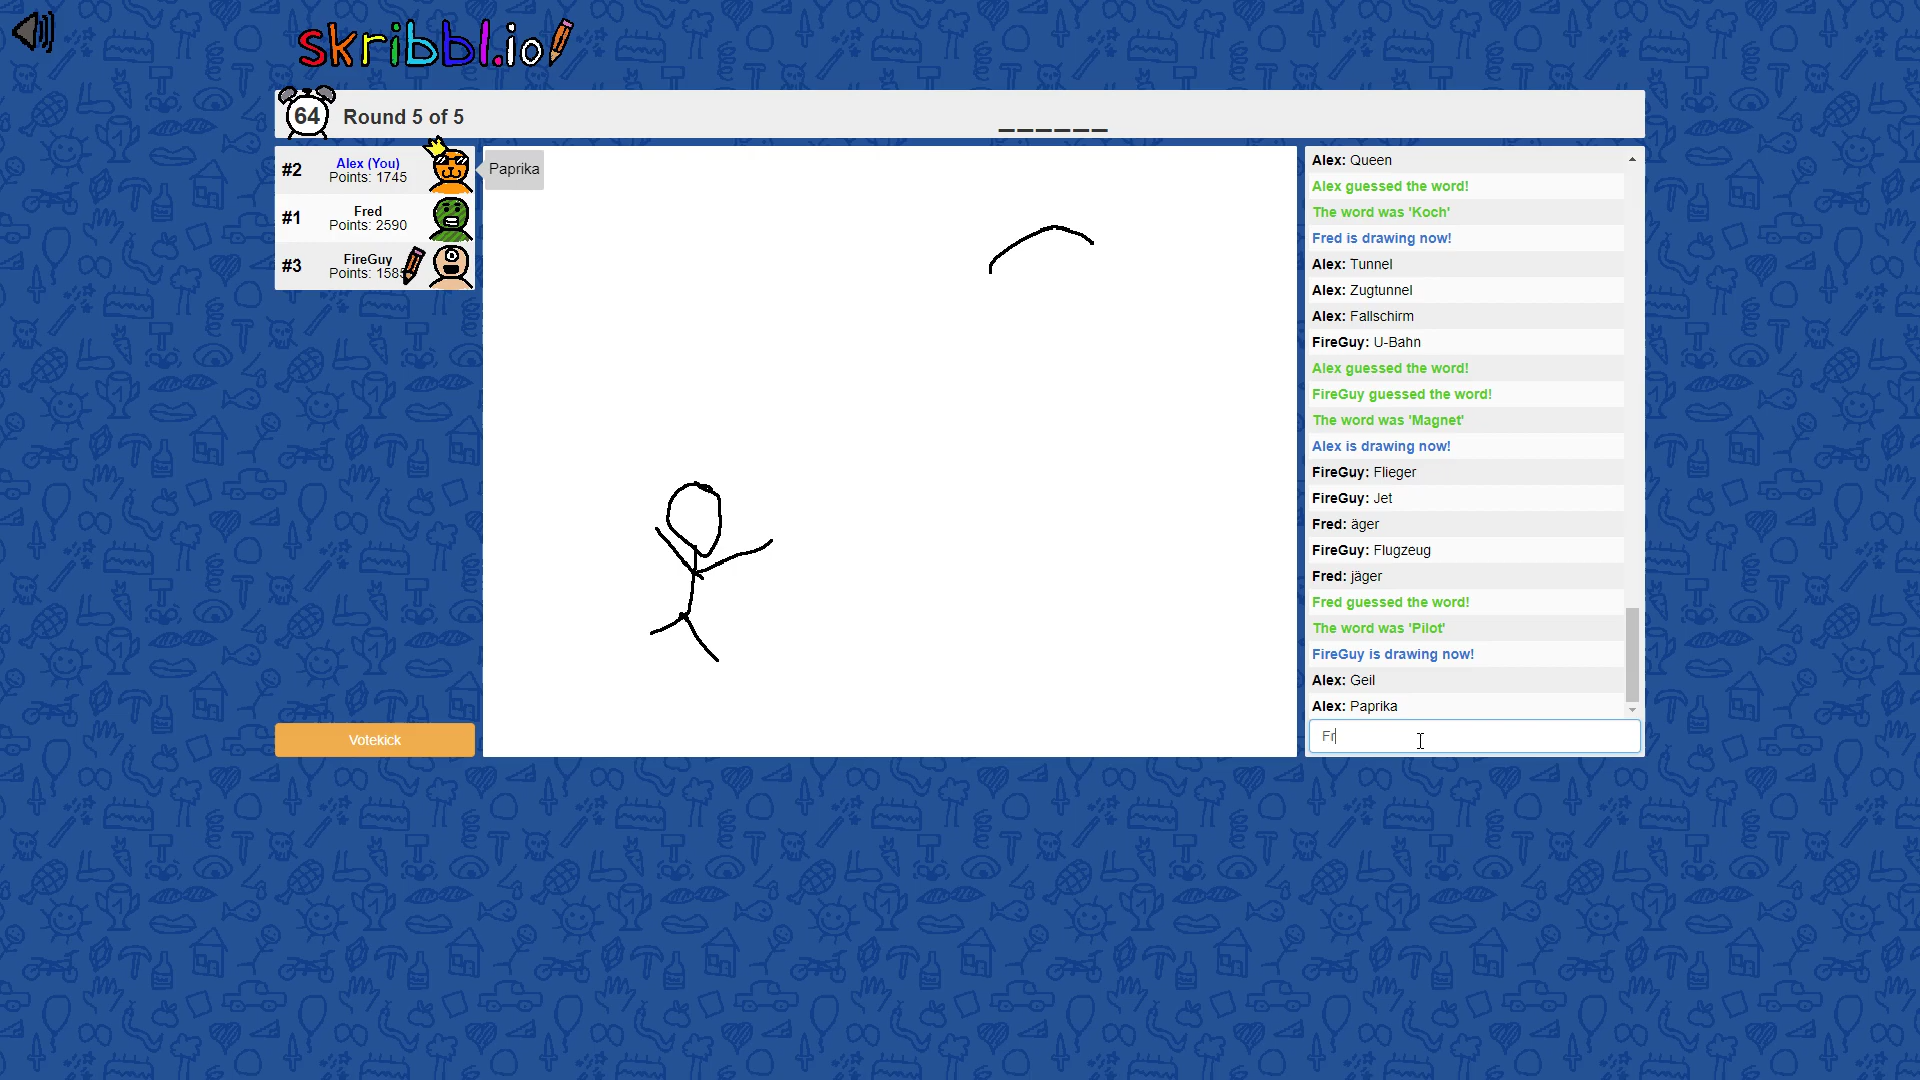 skribbl.io
64
Round 5 of 5
______
#2
Alex (You)
Points: 1745
Paprika
#1
Fred
Points: 2590
#3
FireGuy
Points: 1585
Votekick
Alex: Queen
Alex guessed the word!
The word was 'Koch'
Fred is drawing now!
Alex: Tunnel
Alex: Zugtunnel
Alex: Fallschirm
FireGuy: U-Bahn
Alex guessed the word!
FireGuy guessed the word!
The word was 'Magnet'
Alex is drawing now!
FireGuy: Flieger
FireGuy: Jet
Fred: äger
FireGuy: Flugzeug
Fred: jäger
Fred guessed the word!
The word was 'Pilot'
FireGuy is drawing now!
Alex: Geil
Alex: Paprika
Fr